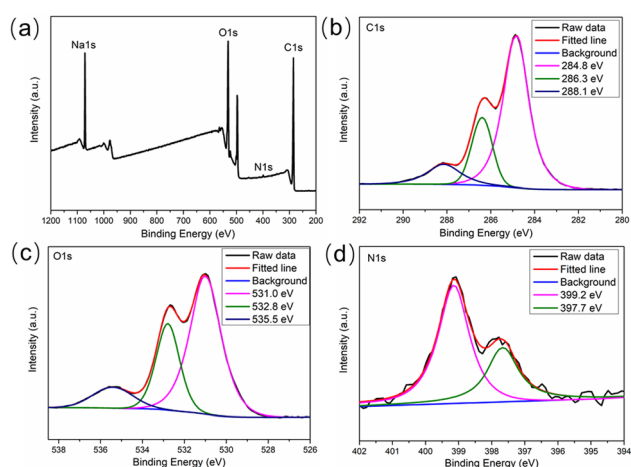 (a)
Na1s
O1s
C1s
N1s
Intensity (a.u.)
1200 1100 1000 900 800 700 600 500 400 300 200
Binding Energy (eV)
(b)
C1s
Raw data
Fitted line
Background
284.8 eV
286.3 eV
288.1 eV
Intensity (a.u.)
292 290 288 286 284 282 280
Binding Energy (eV)
(c)
O1s
Raw data
Fitted line
Background
531.0 eV
532.8 eV
535.5 eV
Intensity (a.u.)
538 536 534 532 530 528 526
Binding Energy (eV)
(d)
N1s
Raw data
Fitted line
Background
399.2 eV
397.7 eV
Intensity (a.u.)
402 401 400 399 398 397 396 395 394
Binding Energy (eV)